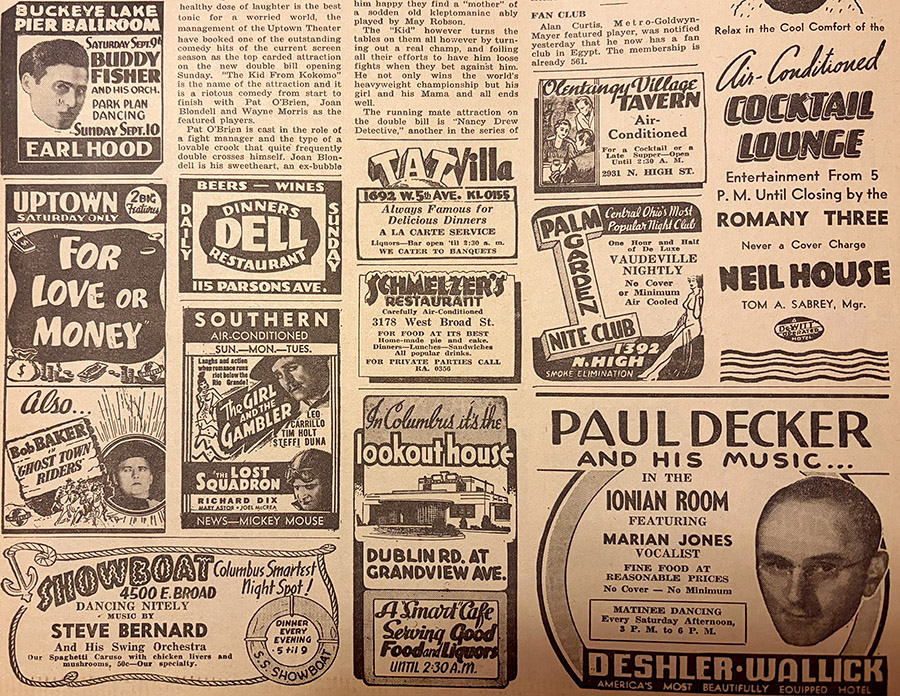 BUCKEYE LAKE
PIER BALLROOM
SATURDAY SEPT. 9th
BUDDY
FISHER
AND HIS ORCH.
PARK PLAN
DANCING
SUNDAY SEPT. 10
EARL HOOD
UPTOWN
SATURDAY ONLY
2 BIG
Features
"FOR
LOVE OR
MONEY"
Also...
BOB BAKER
IN
"GHOST TOWN
RIDERS"
healthy dose of laughter is the best
tonic for a worried world, the
management of the Uptown Theater
have booked one of the outstanding
comedy hits of the current screen
season as the top carded attraction
on the new double bill opening
Sunday. "The Kid From Kokomo"
is the name of the attraction and it
is a riotous comedy from start to
finish with Pat O'Brien, Joan
Blondell and Wayne Morris as the
featured players.
Pat O'Brien is cast in the role of
a fight manager and the type of a
lovable crook that quite frequently
double crosses himself. Joan Blon-
dell is his sweetheart, an ex-bubble
BEERS — WINES
DAILY
DINNERS
DELL
RESTAURANT
SUNDAY
115 PARSONS AVE.
SOUTHERN
AIR-CONDITIONED
SUN.—MON.—TUES.
Laughs and action
when romance runs
riot below the
Rio Grande!
The GIRL
AND THE
GAMBLER
LEO
CARRILLO
TIM HOLT
STEFFI DUNA
The LOST
SQUADRON
RICHARD DIX
MARY ASTOR • JOEL McCREA
NEWS—MICKEY MOUSE
him happy they find a "mother" of
a sodden old kleptomaniac ably
played by May Robson.
The "Kid" however turns the
tables on them all however by turn-
ing out a real champ, and foiling
all their efforts to have him loose
fights when they bet against him.
He not only wins the world's
heavyweight championship but his
girl and his Mama and all ends
well.
The running mate attraction on
the double bill is "Nancy Drew
Detective," another in the series of
TAT Villa
1692 W. 5th AVE. KL.0155
Always Famous for
Delicious Dinners
A LA CARTE SERVICE
Liquors—Bar open 'til 2:30 a. m.
WE CATER TO BANQUETS
SCHMELZER'S
RESTAURANT
Carefully Air-Conditioned
3178 West Broad St.
FOR FOOD AT ITS BEST
Home-made pie and cake.
Dinners—Lunches—Sandwiches
All popular drinks.
FOR PRIVATE PARTIES CALL
RA. 0356
In Columbus it's the
lookout house
DUBLIN RD. AT
GRANDVIEW AVE.
A Smart Cafe
Serving Good
Food and Liquors
UNTIL 2:30 A.M.
FAN CLUB
Alan Curtis, Metro-Goldwyn-
Mayer featured player, was notified
yesterday that he now has a fan
club in Egypt. The membership is
already 561.
Olentangy Village
TAVERN
Air-
Conditioned
For a Cocktail or a
Late Supper—Open
Until 2:30 A. M.
2931 N. HIGH ST.
PALM
GARDEN
Central Ohio's Most
Popular Night Club
One Hour and Half
of De Luxe
VAUDEVILLE
NIGHTLY
No Cover
or Minimum
Air Cooled
NITE CLUB
1392
N. HIGH
SMOKE ELIMINATION
Relax in the Cool Comfort of the
Air-Conditioned
COCKTAIL
LOUNGE
Entertainment From 5
P. M. Until Closing by the
ROMANY THREE
Never a Cover Charge
NEIL HOUSE
TOM A. SABREY, Mgr.
A
DeWITT
OPERATED
HOTEL
SHOWBOAT
Columbus Smartest
Night Spot!
4500 E. BROAD
DANCING NITELY
• MUSIC BY
STEVE BERNARD
And His Swing Orchestra
Our Spaghetti Caruso with chicken livers and
mushrooms, 50c—Our specialty.
DINNER
EVERY
EVENING
5 til 9
S.S. SHOWBOAT
PAUL DECKER
AND HIS MUSIC...
IN THE
IONIAN ROOM
FEATURING
MARIAN JONES
VOCALIST
FINE FOOD AT
REASONABLE PRICES
No Cover — No Minimum
MATINEE DANCING
Every Saturday Afternoon,
3 P. M. to 6 P. M.
DESHLER-WALLICK
AMERICA'S MOST BEAUTIFULLY EQUIPPED HOTEL